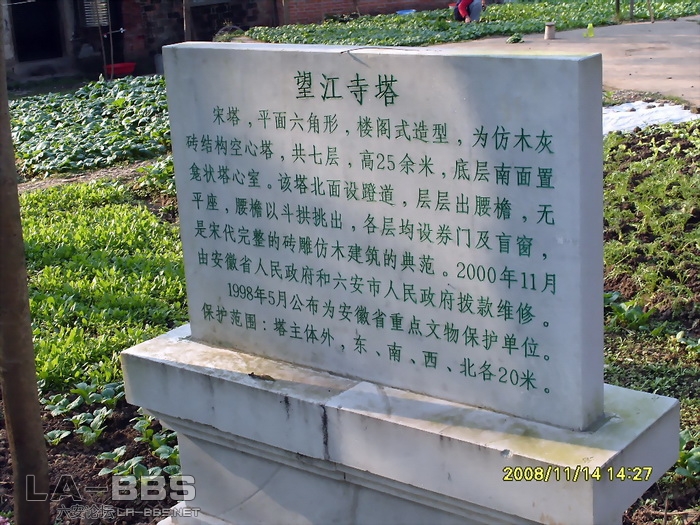 望江寺塔
宋塔，平面六角形，楼阁式造型，为仿木灰
砖结构空心塔，共七层，高25余米，底层南面置
龛状塔心室。该塔北面设蹬道，层层出腰檐，无
平座，腰檐以斗拱挑出，各层均设券门及盲窗，
是宋代完整的砖雕仿木建筑的典范。2000年11月
由安徽省人民政府和六安市人民政府拨款维修。
1998年5月公布为安徽省重点文物保护单位。
保护范围：塔主体外，东、南、西、北各20米。
2008/11/14 14:27
LA-BBS
六安论坛LA-BBS.NET